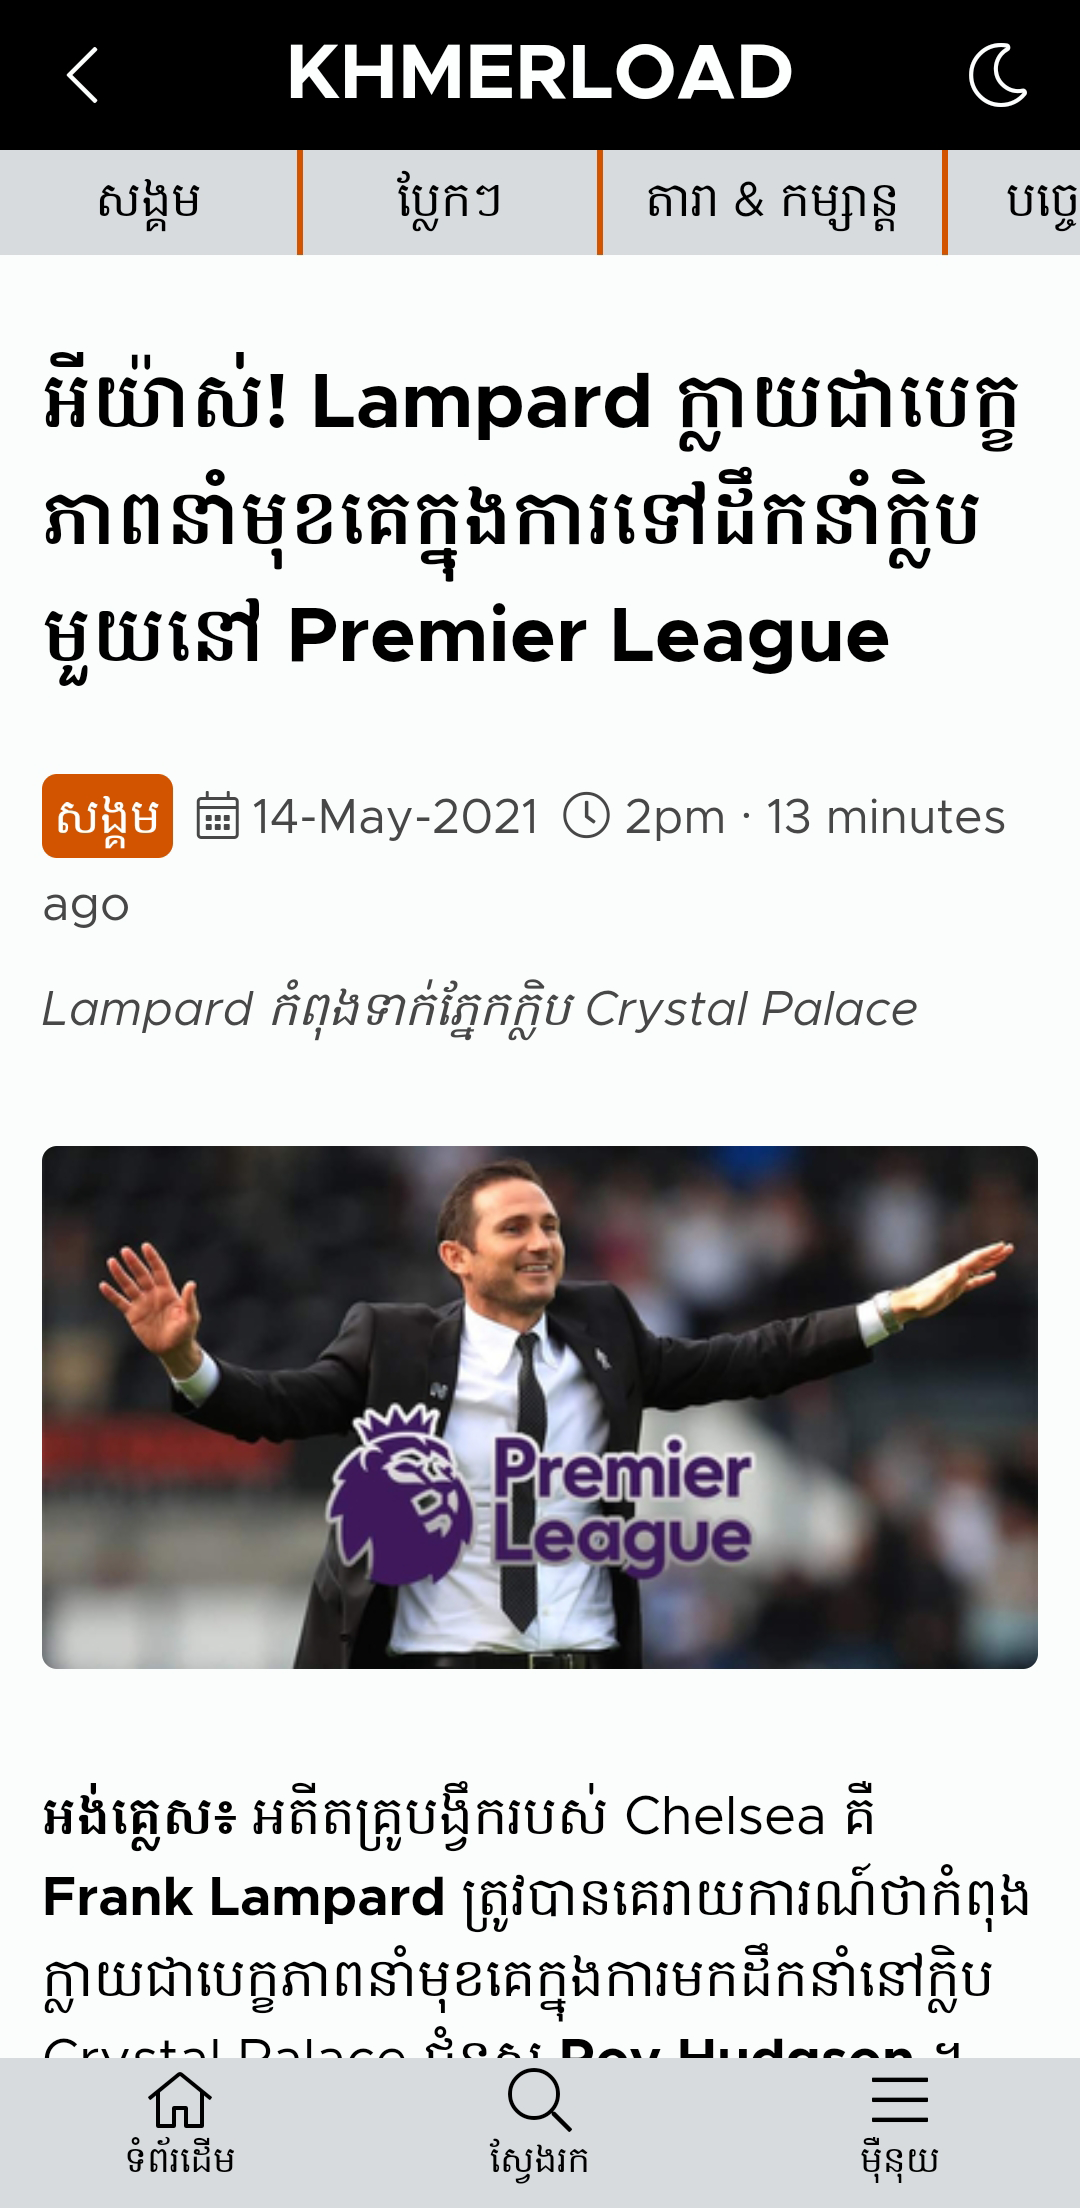 KHMERLOAD
សង្គម
ប្លែកៗ
តារា & កម្សាន្ត
បច្ចេ
អីយ៉ាស់! Lampard ក្លាយជាបេក្ខ
ភាពនាំមុខគេក្នុងការទៅដឹកនាំក្លិប
មួយនៅ Premier League
សង្គម 14-May-2021 2pm · 13 minutes
ago
Lampard កំពុងទាក់ភ្នែកក្លិប Crystal Palace
Premier
League
អង់គ្លេស៖ អតីតគ្រូបង្វឹករបស់ Chelsea គឺ
Frank Lampard ត្រូវបានគេរាយការណ៍ថាកំពុង
ក្លាយជាបេក្ខភាពនាំមុខគេក្នុងការមកដឹកនាំនៅក្លិប
Crystal Palace ជំនួស Roy Hudgson ។
ទំព័រដើម
ស្វែងរក
ម៉ឺនុយ